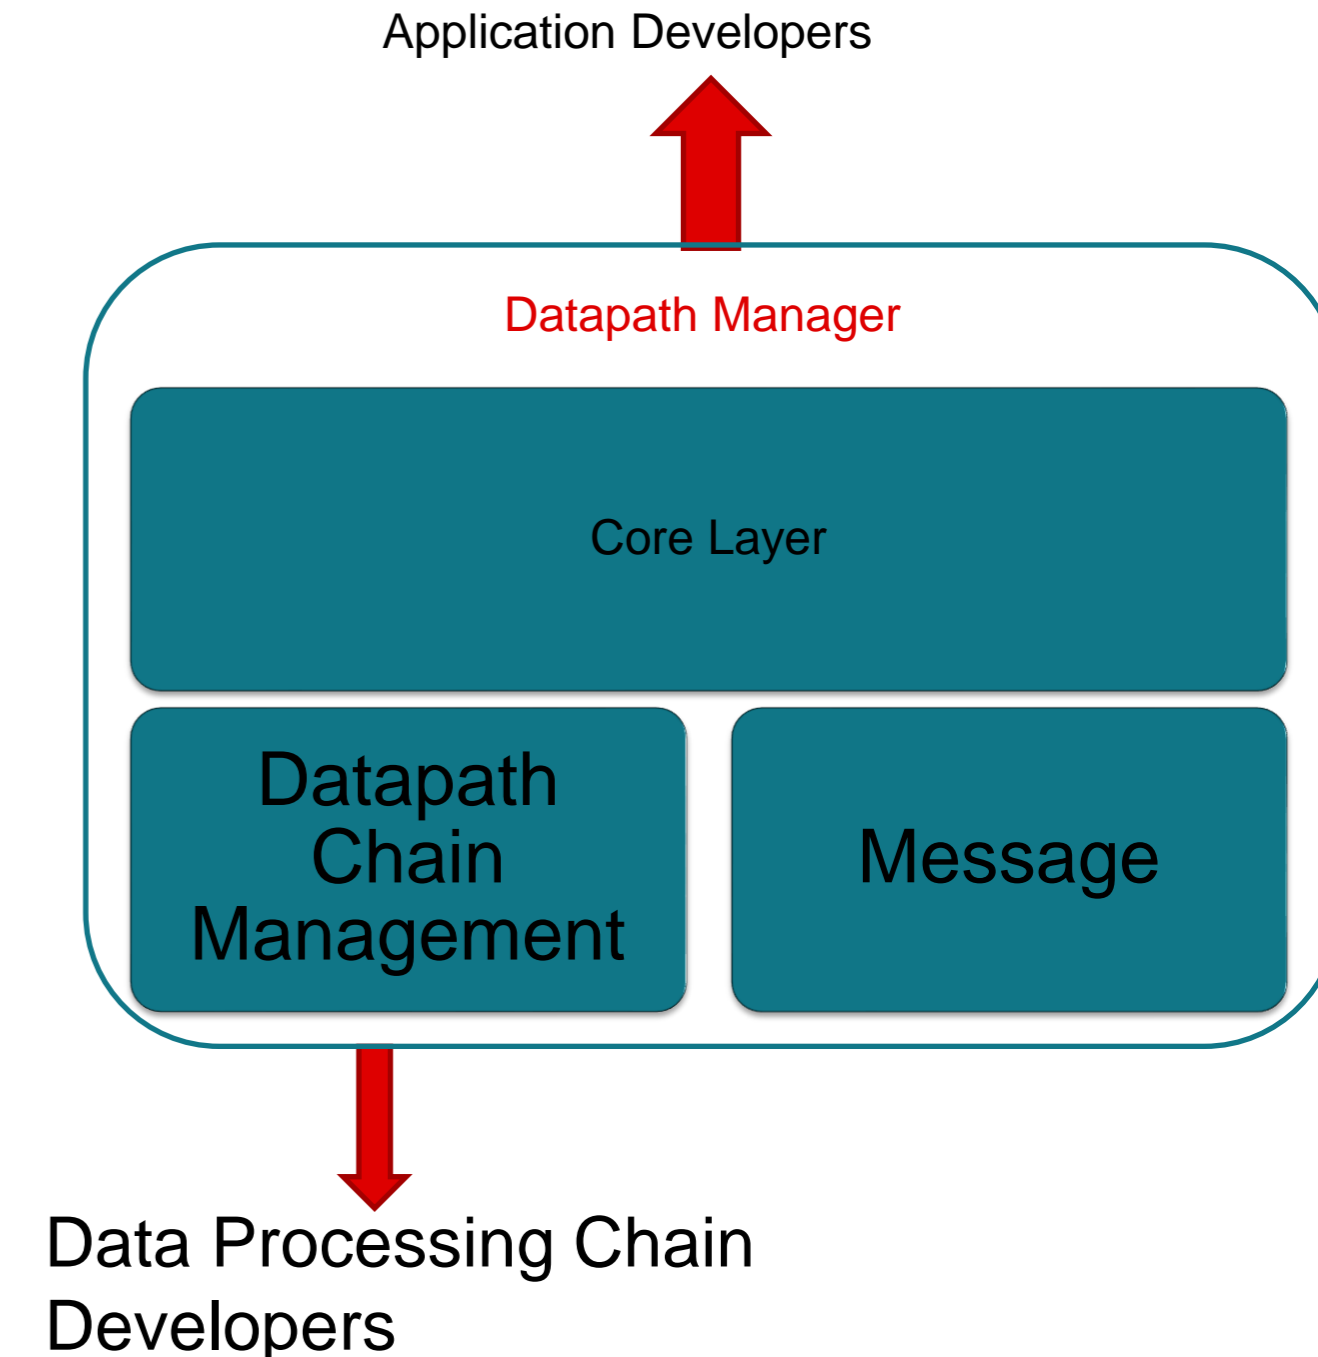 Application Developers
Datapath Manager
Core Layer
Datapath
Chain
Management
Message
Data Processing Chain
Developers